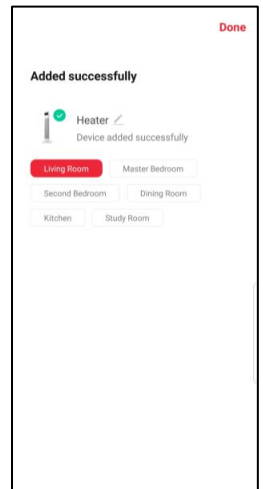 Done
Added successfully
Heater
Device added successfully
Living Room Master Bedroom
Second Bedroom Dining Room
Kitchen Study Room